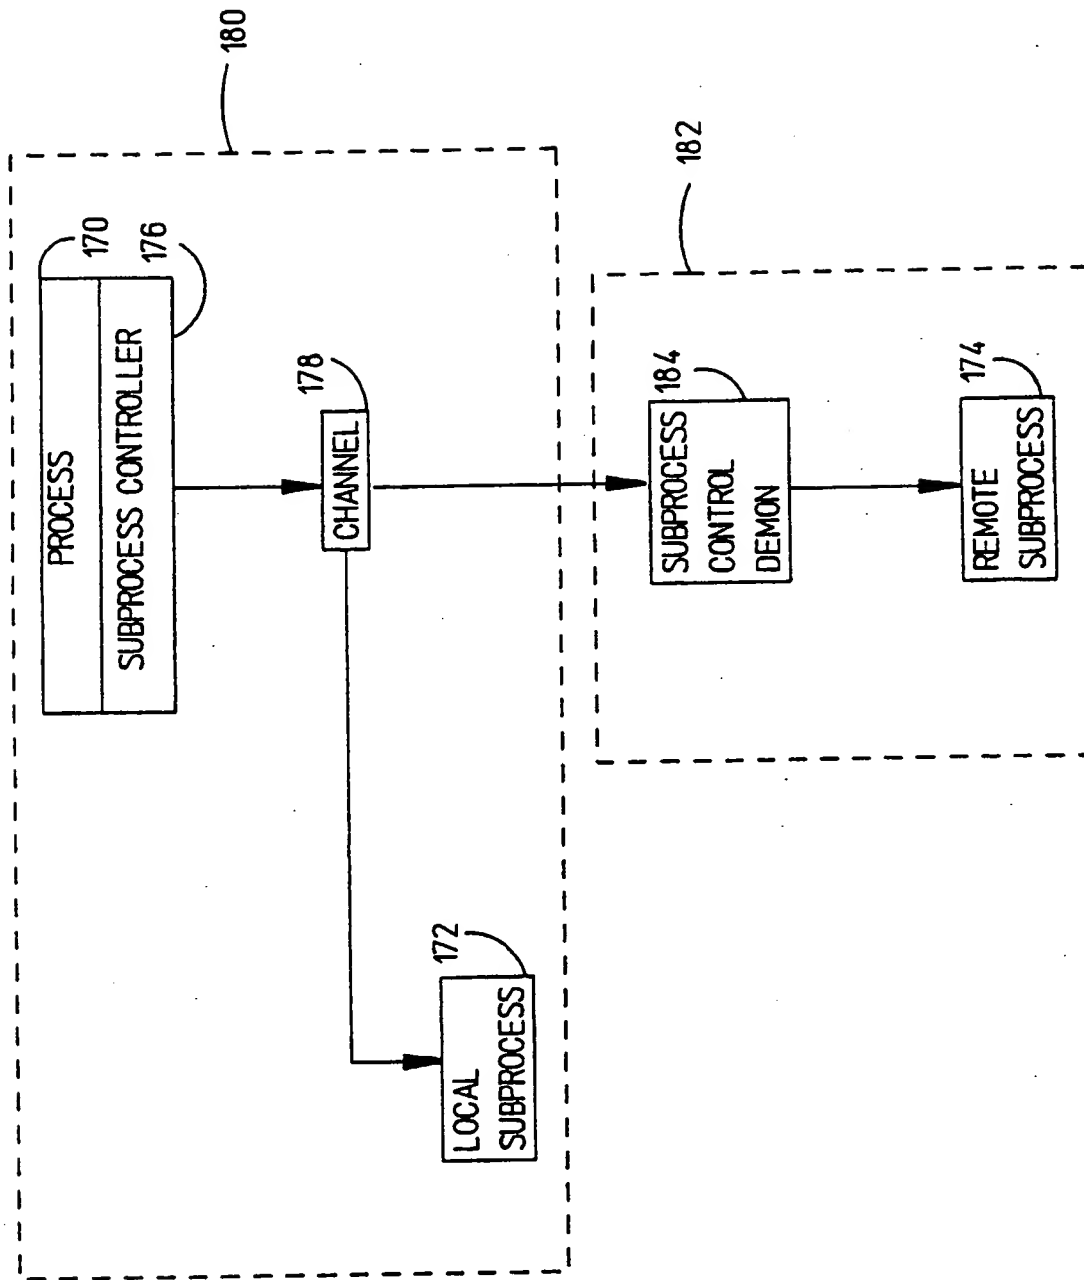 180
PROCESS
170
SUBPROCESS CONTROLLER
176
CHANNEL
178
LOCAL
SUBPROCESS
172
182
SUBPROCESS
CONTROL
DEMON
184
REMOTE
SUBPROCESS
174